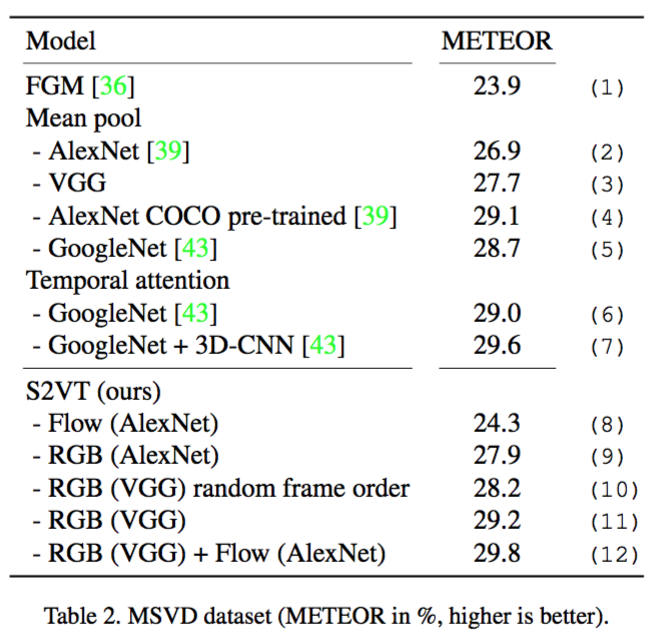 Model METEOR
FGM [36] 23.9 (1)
Mean pool
- AlexNet [39] 26.9 (2)
- VGG 27.7 (3)
- AlexNet COCO pre-trained [39] 29.1 (4)
- GoogleNet [43] 28.7 (5)
Temporal attention
- GoogleNet [43] 29.0 (6)
- GoogleNet + 3D-CNN [43] 29.6 (7)
S2VT (ours)
- Flow (AlexNet) 24.3 (8)
- RGB (AlexNet) 27.9 (9)
- RGB (VGG) random frame order 28.2 (10)
- RGB (VGG) 29.2 (11)
- RGB (VGG) + Flow (AlexNet) 29.8 (12)
Table 2. MSVD dataset (METEOR in %, higher is better).